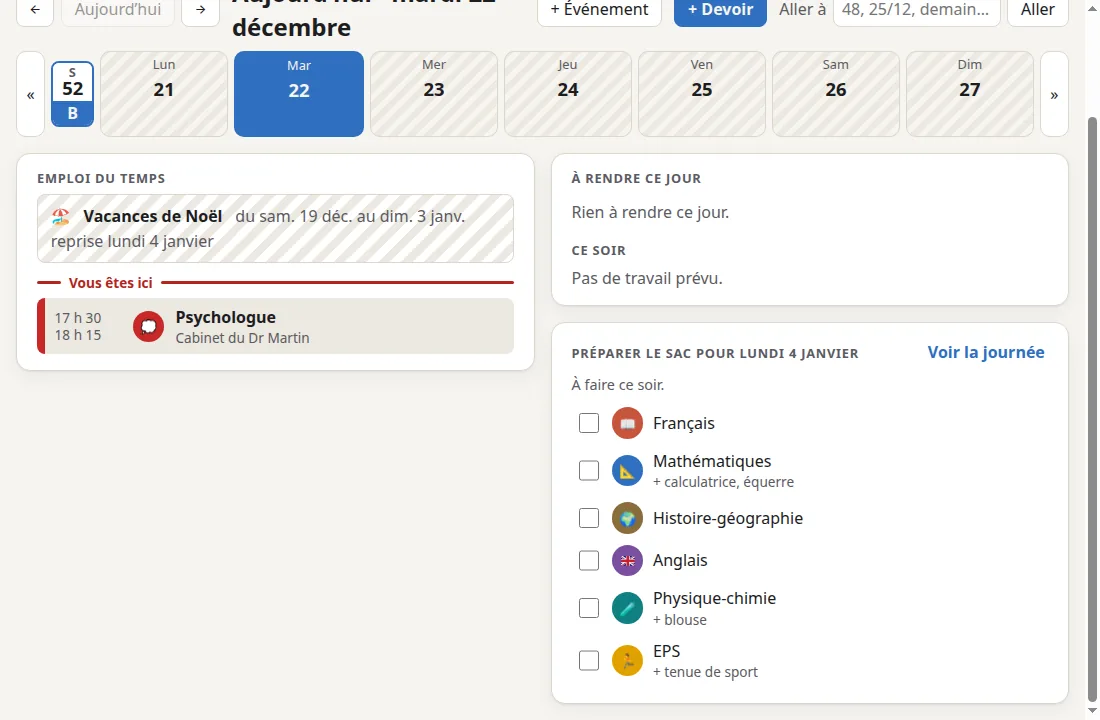 ←
Aujourd'hui
→
Aujourd'hui · mardi 22
décembre
+ Événement
+ Devoir
Aller à
48, 25/12, demain...
Aller
«
S
52
B
Lun
21
Mar
22
Mer
23
Jeu
24
Ven
25
Sam
26
Dim
27
»
EMPLOI DU TEMPS
Vacances de Noël du sam. 19 déc. au dim. 3 janv.
reprise lundi 4 janvier
Vous êtes ici
17 h 30
18 h 15
Psychologue
Cabinet du Dr Martin
À RENDRE CE JOUR
Rien à rendre ce jour.
CE SOIR
Pas de travail prévu.
PRÉPARER LE SAC POUR LUNDI 4 JANVIER
Voir la journée
À faire ce soir.
Français
Mathématiques
+ calculatrice, équerre
Histoire-géographie
Anglais
Physique-chimie
+ blouse
EPS
+ tenue de sport